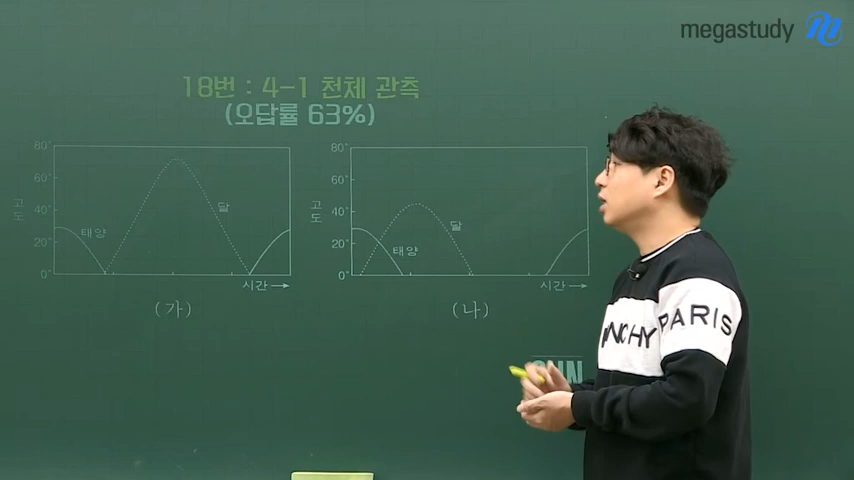 megastudy
18번 : 4-1 천체 관측
(오답률 63%)
80°
60°
40°
20°
0°
고도
태양
달
시간
(가)
80°
60°
40°
20°
0°
고도
태양
달
시간
(나)
PARIS